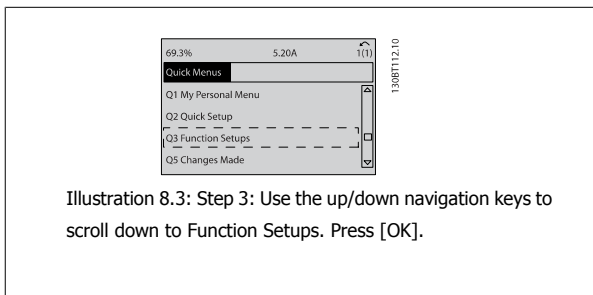 69.3% 5.20A 1(1)
Quick Menus
Q1 My Personal Menu
Q2 Quick Setup
Q3 Function Setups
Q5 Changes Made
130BT112.10
Illustration 8.3: Step 3: Use the up/down navigation keys to
scroll down to Function Setups. Press [OK].